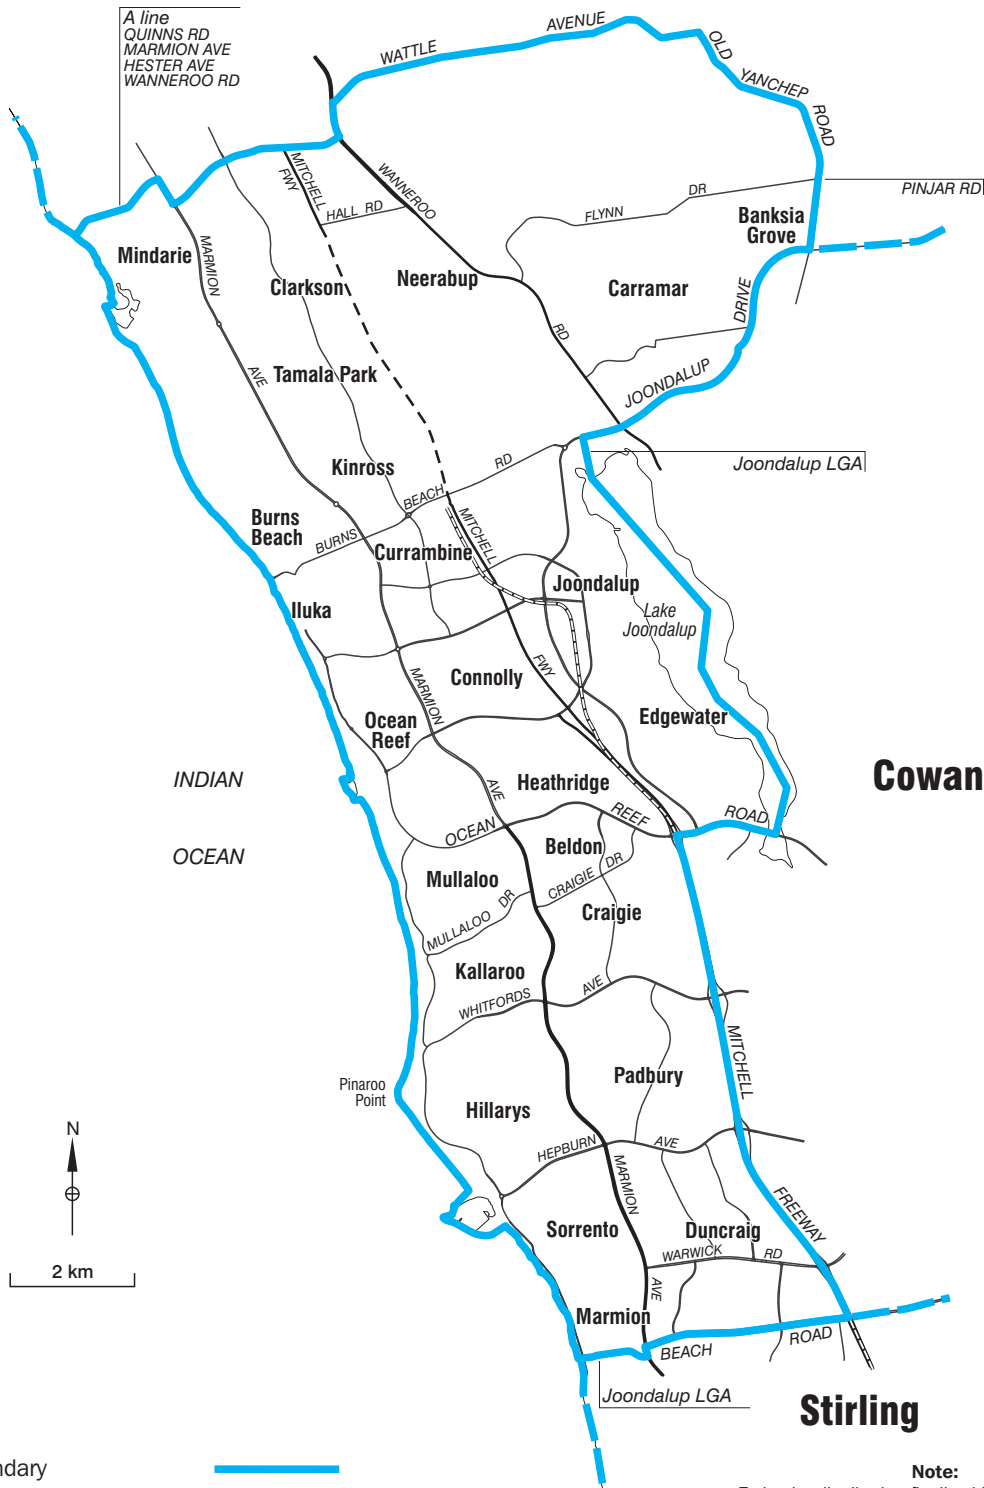 A line
QUINNS RD
MARMION AVE
HESTER AVE
WANNEROO RD
WATTLE
AVENUE
OLD
YANCHEP
ROAD
PINJAR RD
MITCHELL
FWY
HALL RD
WANNEROO
RD
FLYNN
DR
Banksia
Grove
Mindarie
MARMION
AVE
Clarkson
Neerabup
Carramar
DRIVE
JOONDALUP
Tamala Park
Kinross
Joondalup LGA
Burns
Beach
BURNS
BEACH
RD
MITCHELL
Currambine
Joondalup
Iluka
Lake
Joondalup
FWY
Connolly
MARMION
Ocean
Reef
Edgewater
INDIAN
OCEAN
Cowan
Heathridge
AVE
OCEAN
REEF
ROAD
Beldon
Mullaloo
CRAIGIE
DR
MULLALOO
DR
Craigie
Kallaroo
WHITFORDS
AVE
MITCHELL
Pinaroo
Point
Padbury
Hillarys
N
HEPBURN
AVE
MARMION
FREEWAY
Sorrento
Duncraig
WARWICK
RD
2 km
AVE
Marmion
BEACH
ROAD
Joondalup LGA
Stirling
ndary
Note: